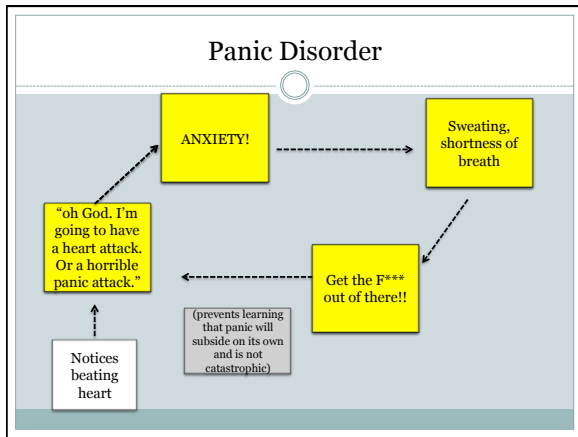 Panic Disorder
ANXIETY!
Sweating,
shortness of
breath
“oh God. I’m
going to have
a heart attack.
Or a horrible
panic attack.”
Get the F***
out of there!!
(prevents learning
that panic will
subside on its own
and is not
catastrophic)
Notices
beating
heart